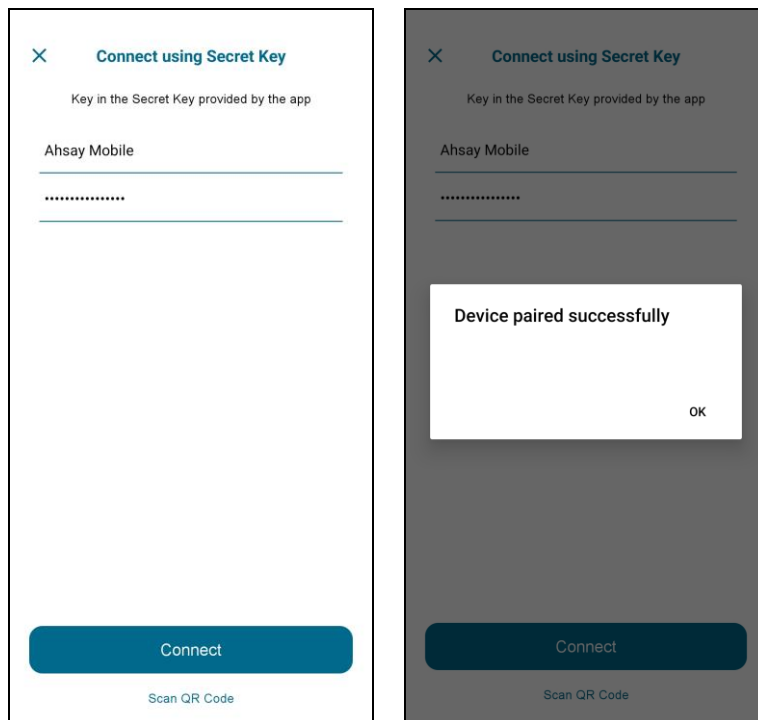 Connect using Secret Key
Key in the Secret Key provided by the app
Ahsay Mobile
••••••••••••••••
Connect
Scan QR Code
Connect using Secret Key
Key in the Secret Key provided by the app
Ahsay Mobile
••••••••••••••••
Device paired successfully
OK
Connect
Scan QR Code